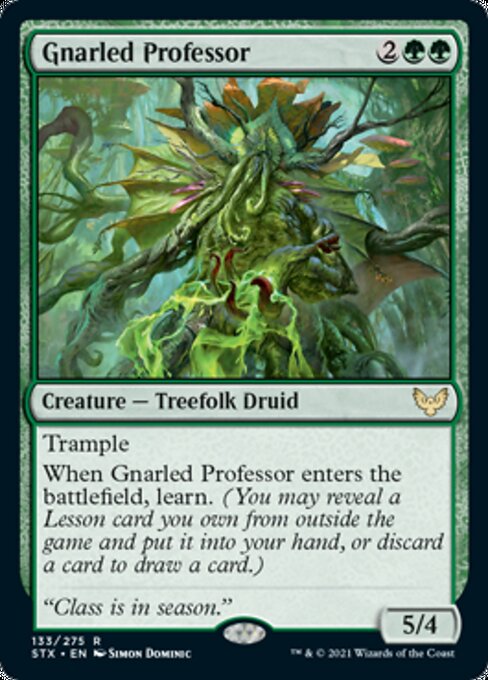 Gnarled Professor 2
Creature — Treefolk Druid
Trample
When Gnarled Professor enters the
battlefield, learn. (You may reveal a
Lesson card you own from outside the
game and put it into your hand, or discard
a card to draw a card.)
“Class is in season.”
5/4
133/275 R
STX • EN Simon Dominic ™ & © 2021 Wizards of the Coast